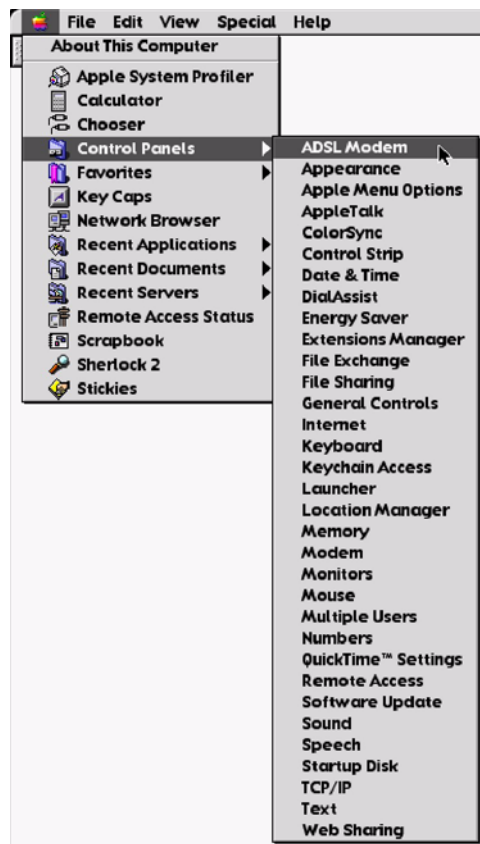 File Edit View Special Help
About This Computer
Apple System Profiler
Calculator
Chooser
Control Panels
Favorites
Key Caps
Network Browser
Recent Applications
Recent Documents
Recent Servers
Remote Access Status
Scrapbook
Sherlock 2
Stickies
ADSL Modem
Appearance
Apple Menu Options
AppleTalk
ColorSync
Control Strip
Date & Time
DialAssist
Energy Saver
Extensions Manager
File Exchange
File Sharing
General Controls
Internet
Keyboard
Keychain Access
Launcher
Location Manager
Memory
Modem
Monitors
Mouse
Multiple Users
Numbers
QuickTime™ Settings
Remote Access
Software Update
Sound
Speech
Startup Disk
TCP/IP
Text
Web Sharing